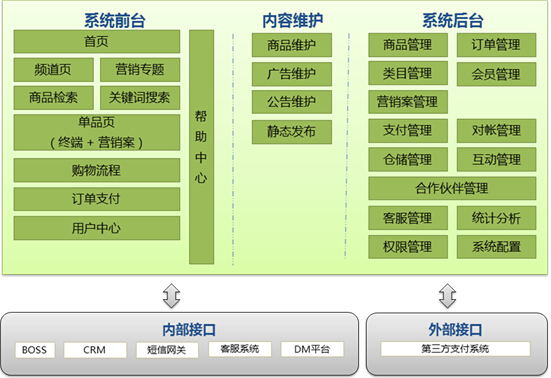 系统前台
首页
频道页
营销专题
商品检索
关键词搜索
单品页
（终端 + 营销案）
购物流程
订单支付
用户中心
帮助中心
内容维护
商品维护
广告维护
公告维护
静态发布
系统后台
商品管理
订单管理
类目管理
会员管理
营销案管理
支付管理
对帐管理
仓储管理
互动管理
合作伙伴管理
客服管理
统计分析
权限管理
系统配置
内部接口
BOSS
CRM
短信网关
客服系统
DM平台
外部接口
第三方支付系统